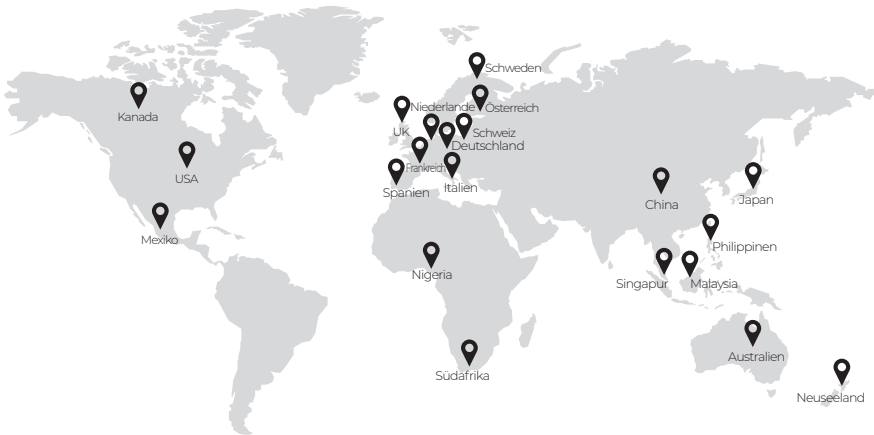 Schweden
Kanada
Niederlande
Österreich
UK
Schweiz
Deutschland
Frankreich
USA
Italien
Spanien
China
Japan
Mexiko
Philippinen
Nigeria
Singapur
Malaysia
Australien
Südafrika
Neuseeland